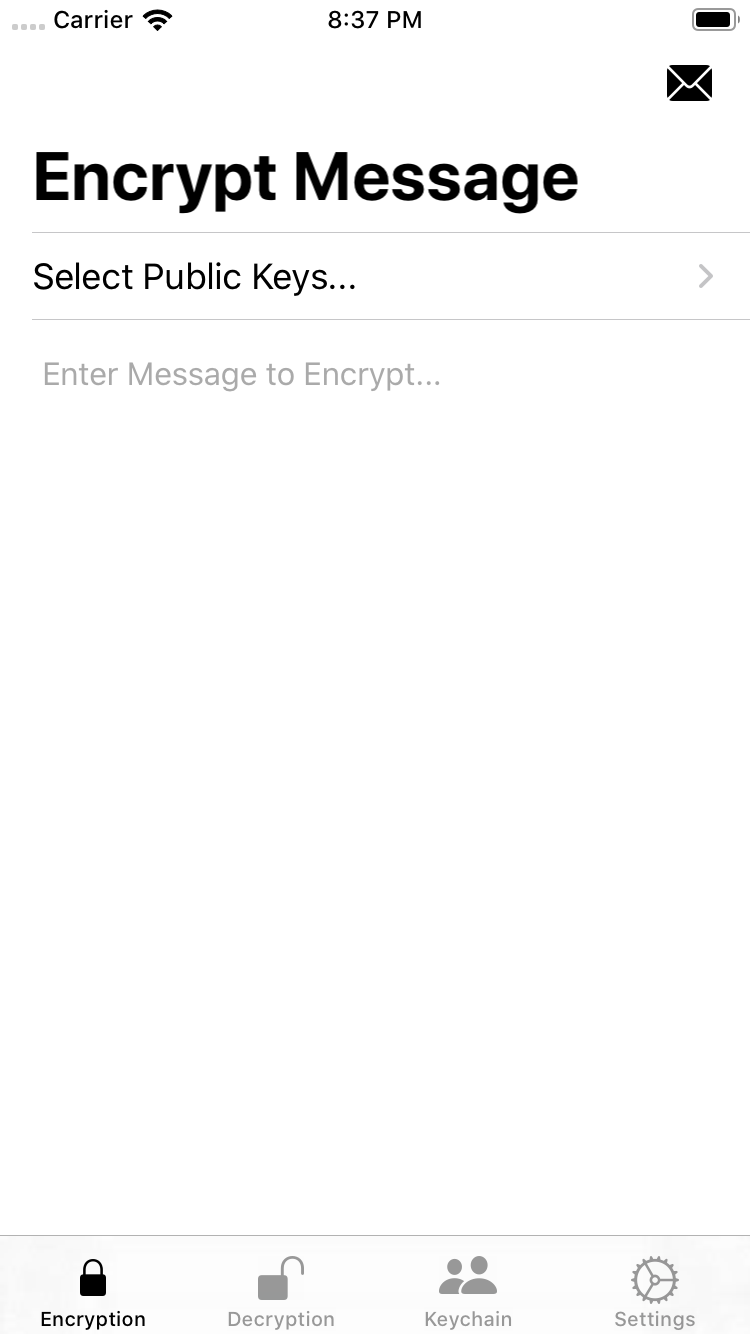 Carrier 8:37 PM
Encrypt Message
Select Public Keys...
Enter Message to Encrypt...
Encryption Decryption Keychain Settings